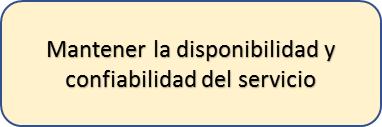 Mantener la disponibilidad y
confiabilidad del servicio